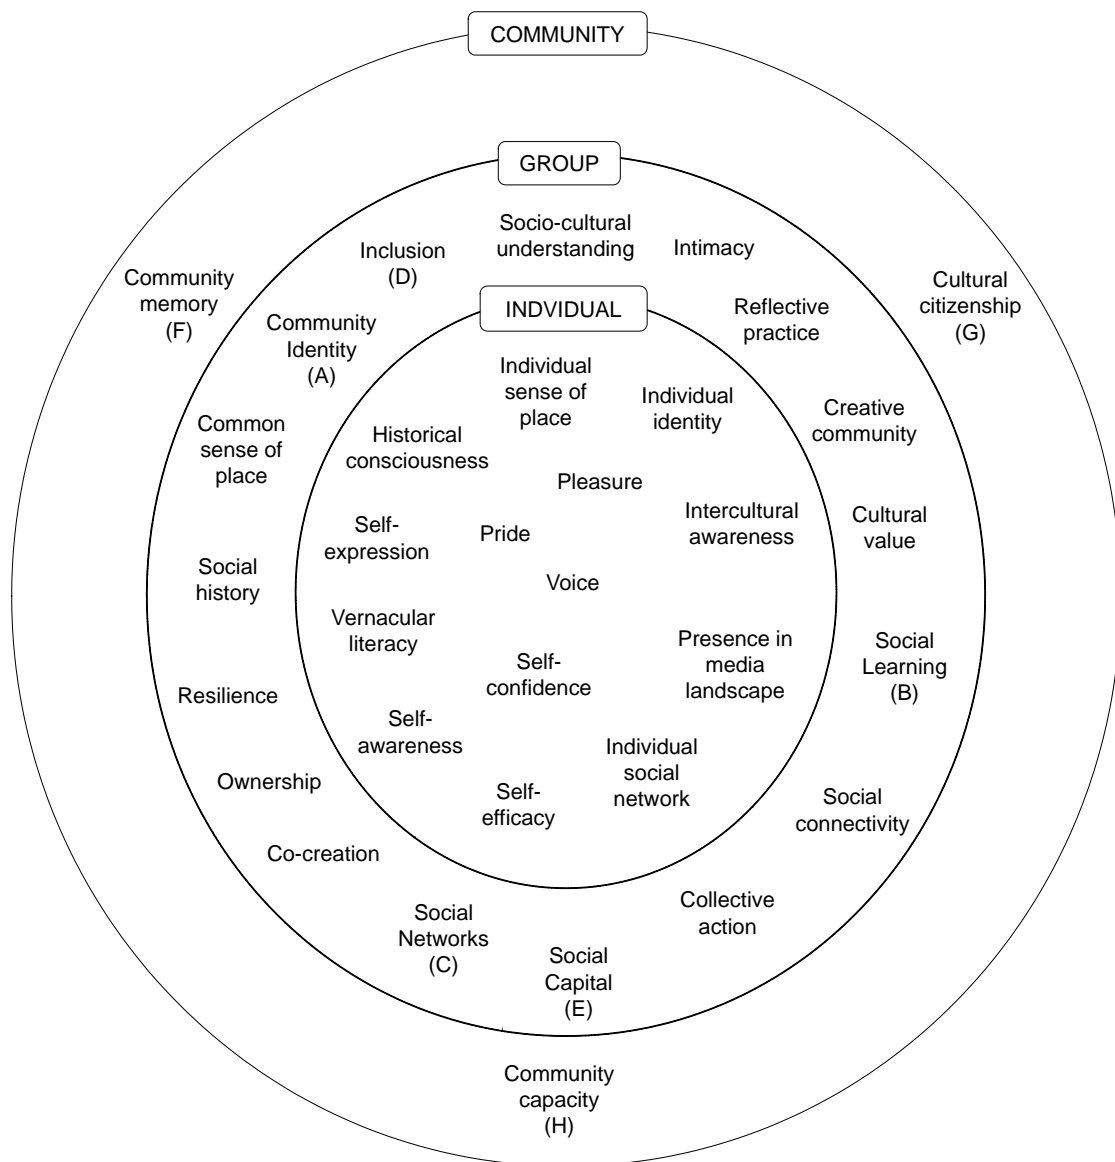 COMMUNITY
GROUP
Socio-cultural
understanding
Inclusion
(D)
Intimacy
Community
memory
(F)
Cultural
citizenship
(G)
INDVIDUAL
Reflective
practice
Community
Identity
(A)
Individual
sense of
place
Individual
identity
Common
sense of
place
Historical
consciousness
Creative
community
Pleasure
Intercultural
awareness
Cultural
value
Self-
expression
Pride
Social
history
Voice
Vernacular
literacy
Presence in
media
landscape
Social
Learning
(B)
Self-
confidence
Resilience
Self-
awareness
Individual
social
network
Ownership
Self-
efficacy
Social
connectivity
Co-creation
Collective
action
Social
Networks
(C)
Social
Capital
(E)
Community
capacity
(H)